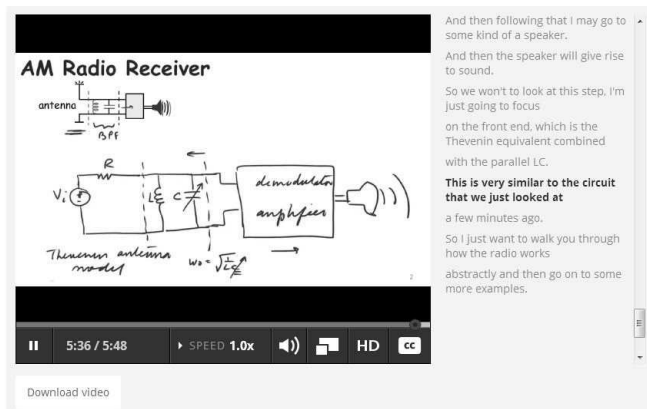 AM Radio Receiver
antenna
BPF
R
Vi
L
C
demodulator
amplifier
Thevenin antenna
model
ω₀ = √1/LC
2
5:36 / 5:48
SPEED 1.0x
HD
CC
Download video
And then following that I may go to
some kind of a speaker.
And then the speaker will give rise
to sound.
So we won't to look at this step, I'm
just going to focus
on the front end, which is the
Thevenin equivalent combined
with the parallel LC.
This is very similar to the circuit
that we just looked at
a few minutes ago.
So I just want to walk you through
how the radio works
abstractly and then go on to some
more examples.